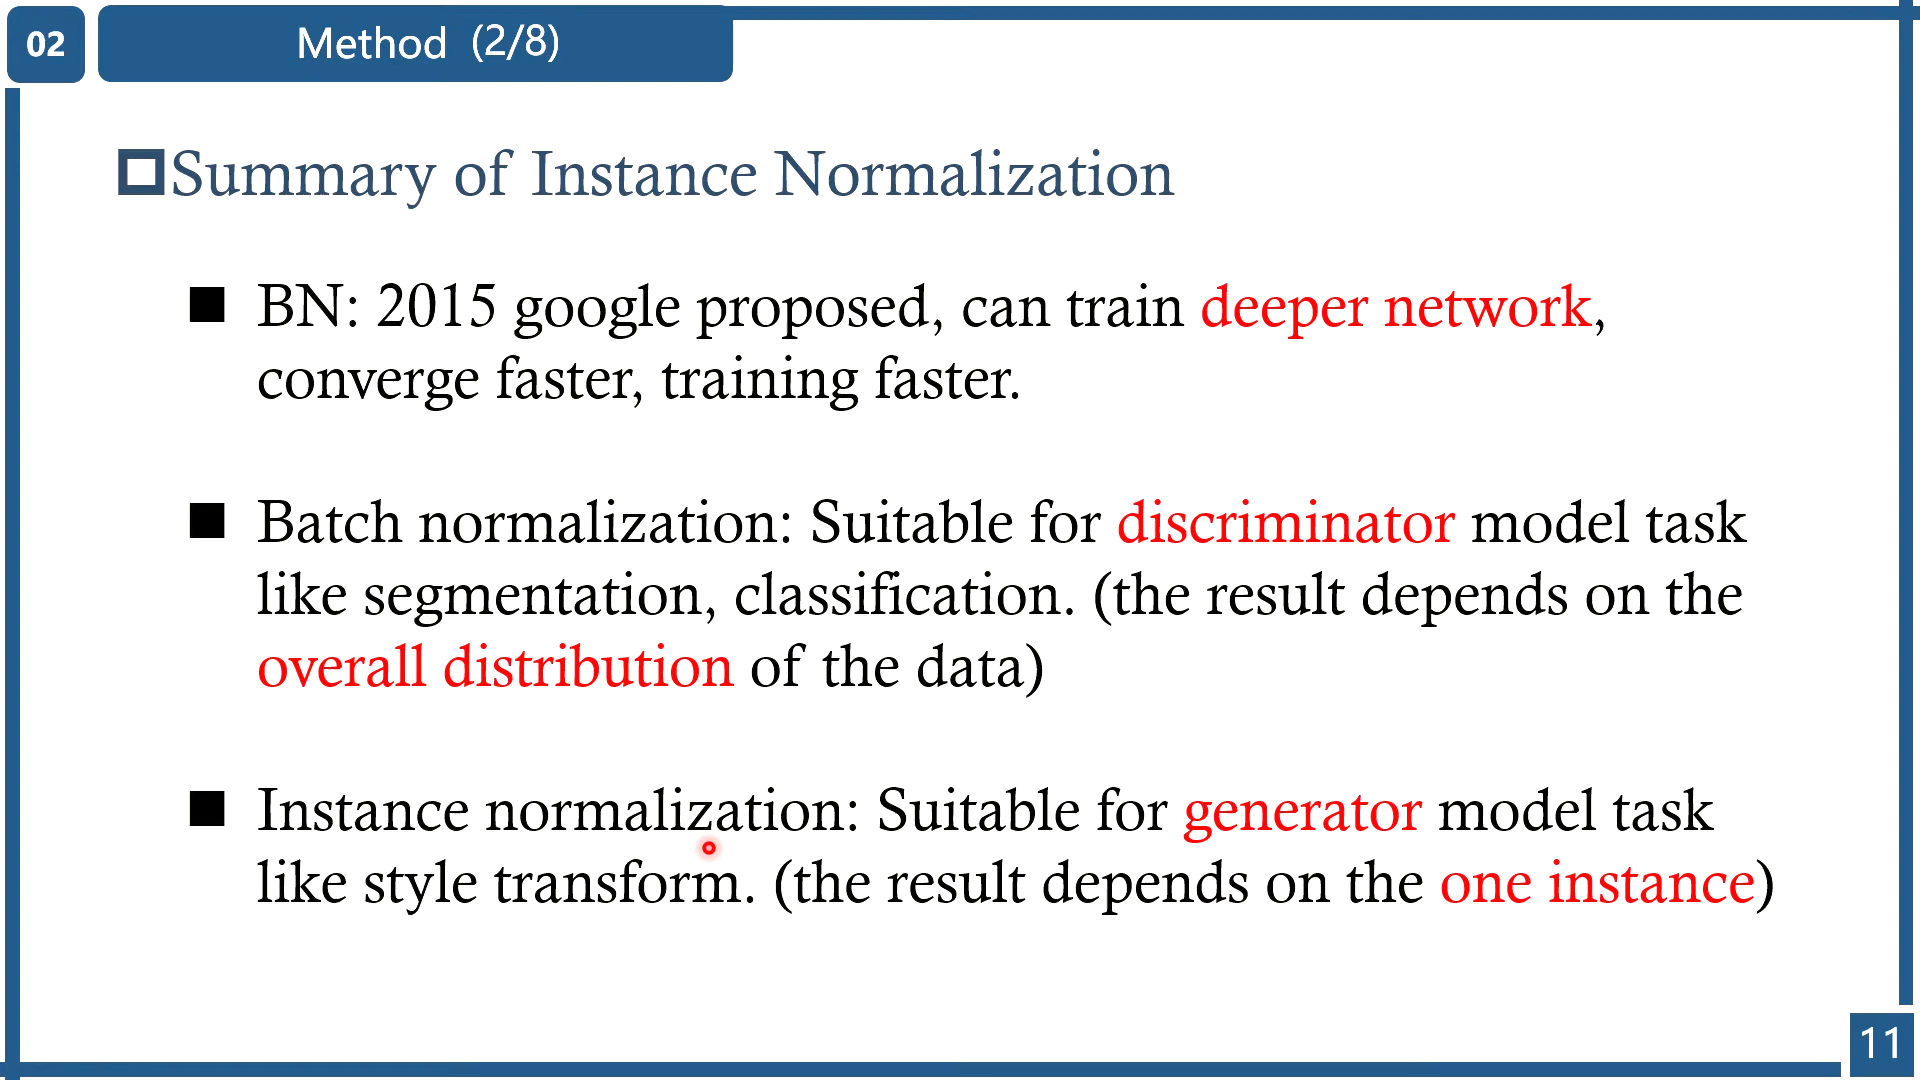 02
Method (2/8)
Summary of Instance Normalization
BN: 2015 google proposed, can train deeper network,
converge faster, training faster.
Batch normalization: Suitable for discriminator model task
like segmentation, classification. (the result depends on the
overall distribution of the data)
Instance normalization: Suitable for generator model task
like style transform. (the result depends on the one instance)
11